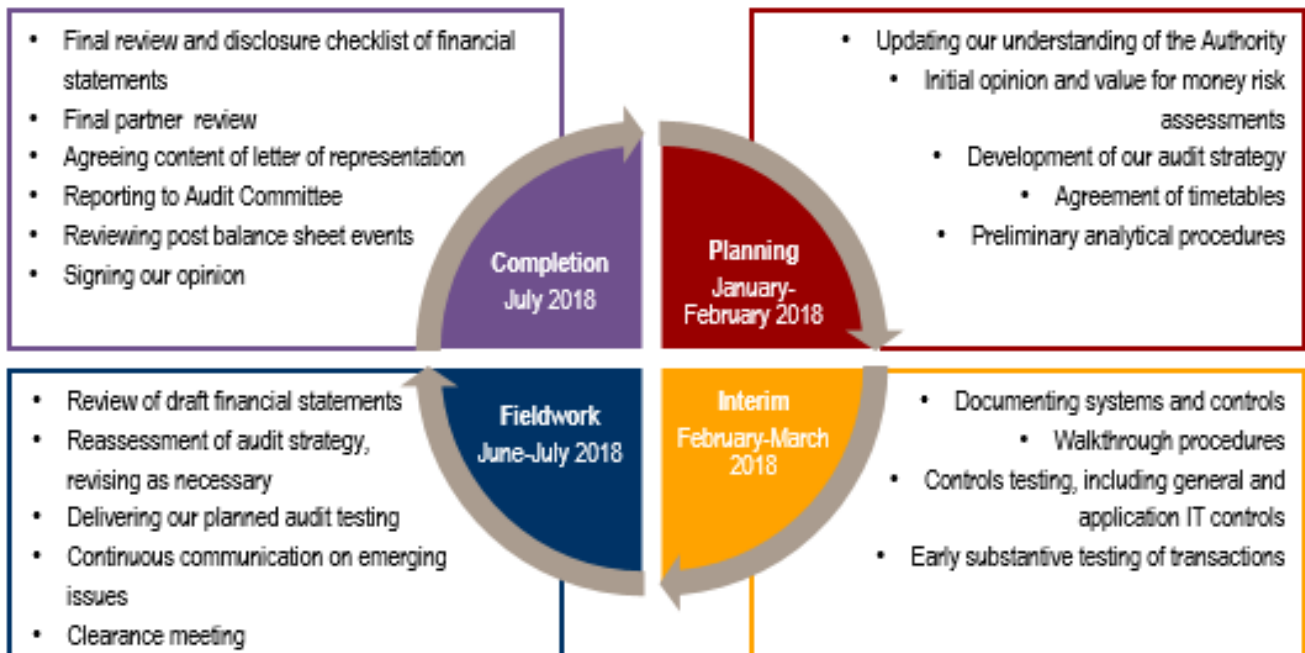 • Final review and disclosure checklist of financial
statements
• Final partner review
• Agreeing content of letter of representation
• Reporting to Audit Committee
• Reviewing post balance sheet events
• Signing our opinion
Completion
July 2018
• Updating our understanding of the Authority
• Initial opinion and value for money risk
assessments
• Development of our audit strategy
• Agreement of timetables
• Preliminary analytical procedures
Planning
January-
February 2018
• Review of draft financial statements
• Reassessment of audit strategy,
revising as necessary
• Delivering our planned audit testing
• Continuous communication on emerging
issues
• Clearance meeting
Fieldwork
June-July 2018
Interim
February-March
2018
• Documenting systems and controls
• Walkthrough procedures
• Controls testing, including general and
application IT controls
• Early substantive testing of transactions